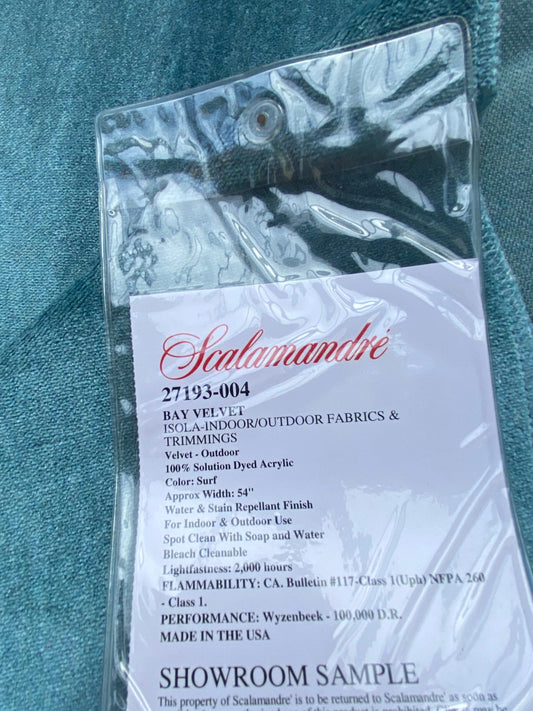 Scalamandré
27193-004
BAY VELVET
ISOLA-INDOOR/OUTDOOR FABRICS &
TRIMMINGS
Velvet - Outdoor
100% Solution Dyed Acrylic
Color: Surf
Approx Width: 54"
Water & Stain Repellant Finish
For Indoor & Outdoor Use
Spot Clean With Soap and Water
Bleach Cleanable
Lightfastness: 2,000 hours
FLAMMABILITY: CA. Bulletin #117-Class 1(Uph) NFPA 260
- Class 1.
PERFORMANCE: Wyzenbeek - 100,000 D.R.
MADE IN THE USA
SHOWROOM SAMPLE
This property of Scalamandre' is to be returned to Scalamandre' as soon as